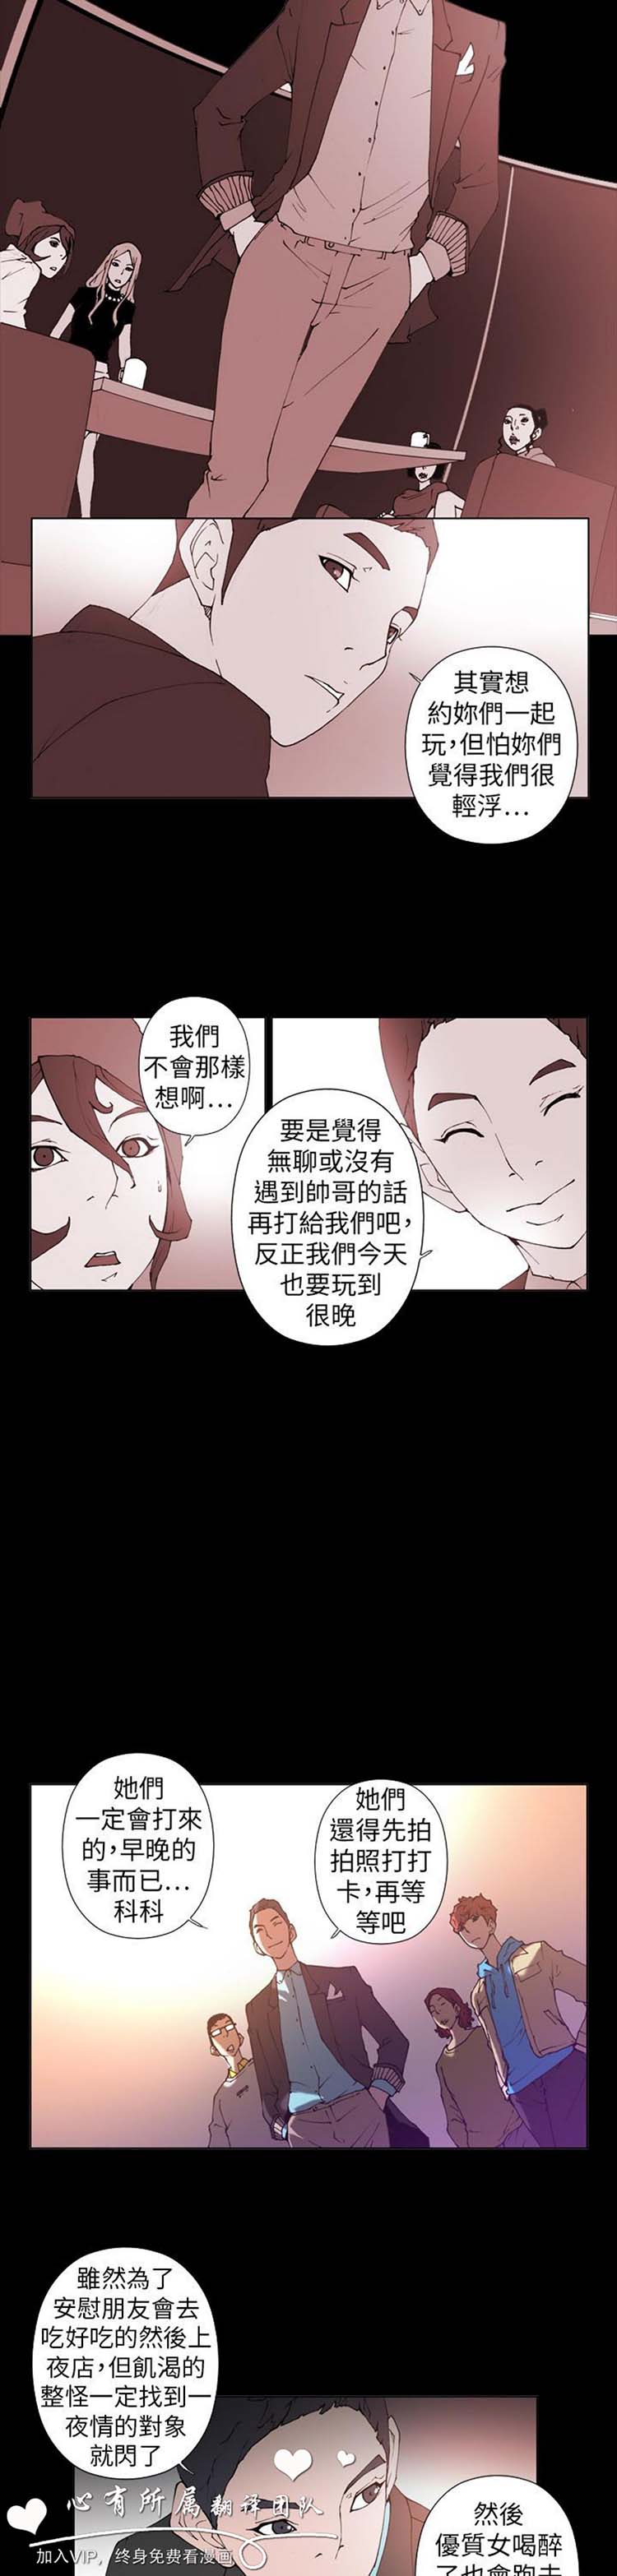 其實想
約妳們一起
玩,但怕妳們
覺得我們很
輕浮...
我們
不會那樣
想啊...
要是覺得
無聊或沒有
遇到帥哥的話
再打給我們吧,
反正我們今天
也要玩到
很晚
她們
一定會打來
的,早晚的
事而已...
科科
她們
還得先拍
拍照打打
卡,再等
等吧
雖然為了
安慰朋友會去
吃好吃的然後上
夜店,但飢渴的
整怪一定找到一
夜情的對象
就閃了
然後
優質女喝醉
了也會跑去
心有所属翻译团队
加入VIP，终身免费看漫画